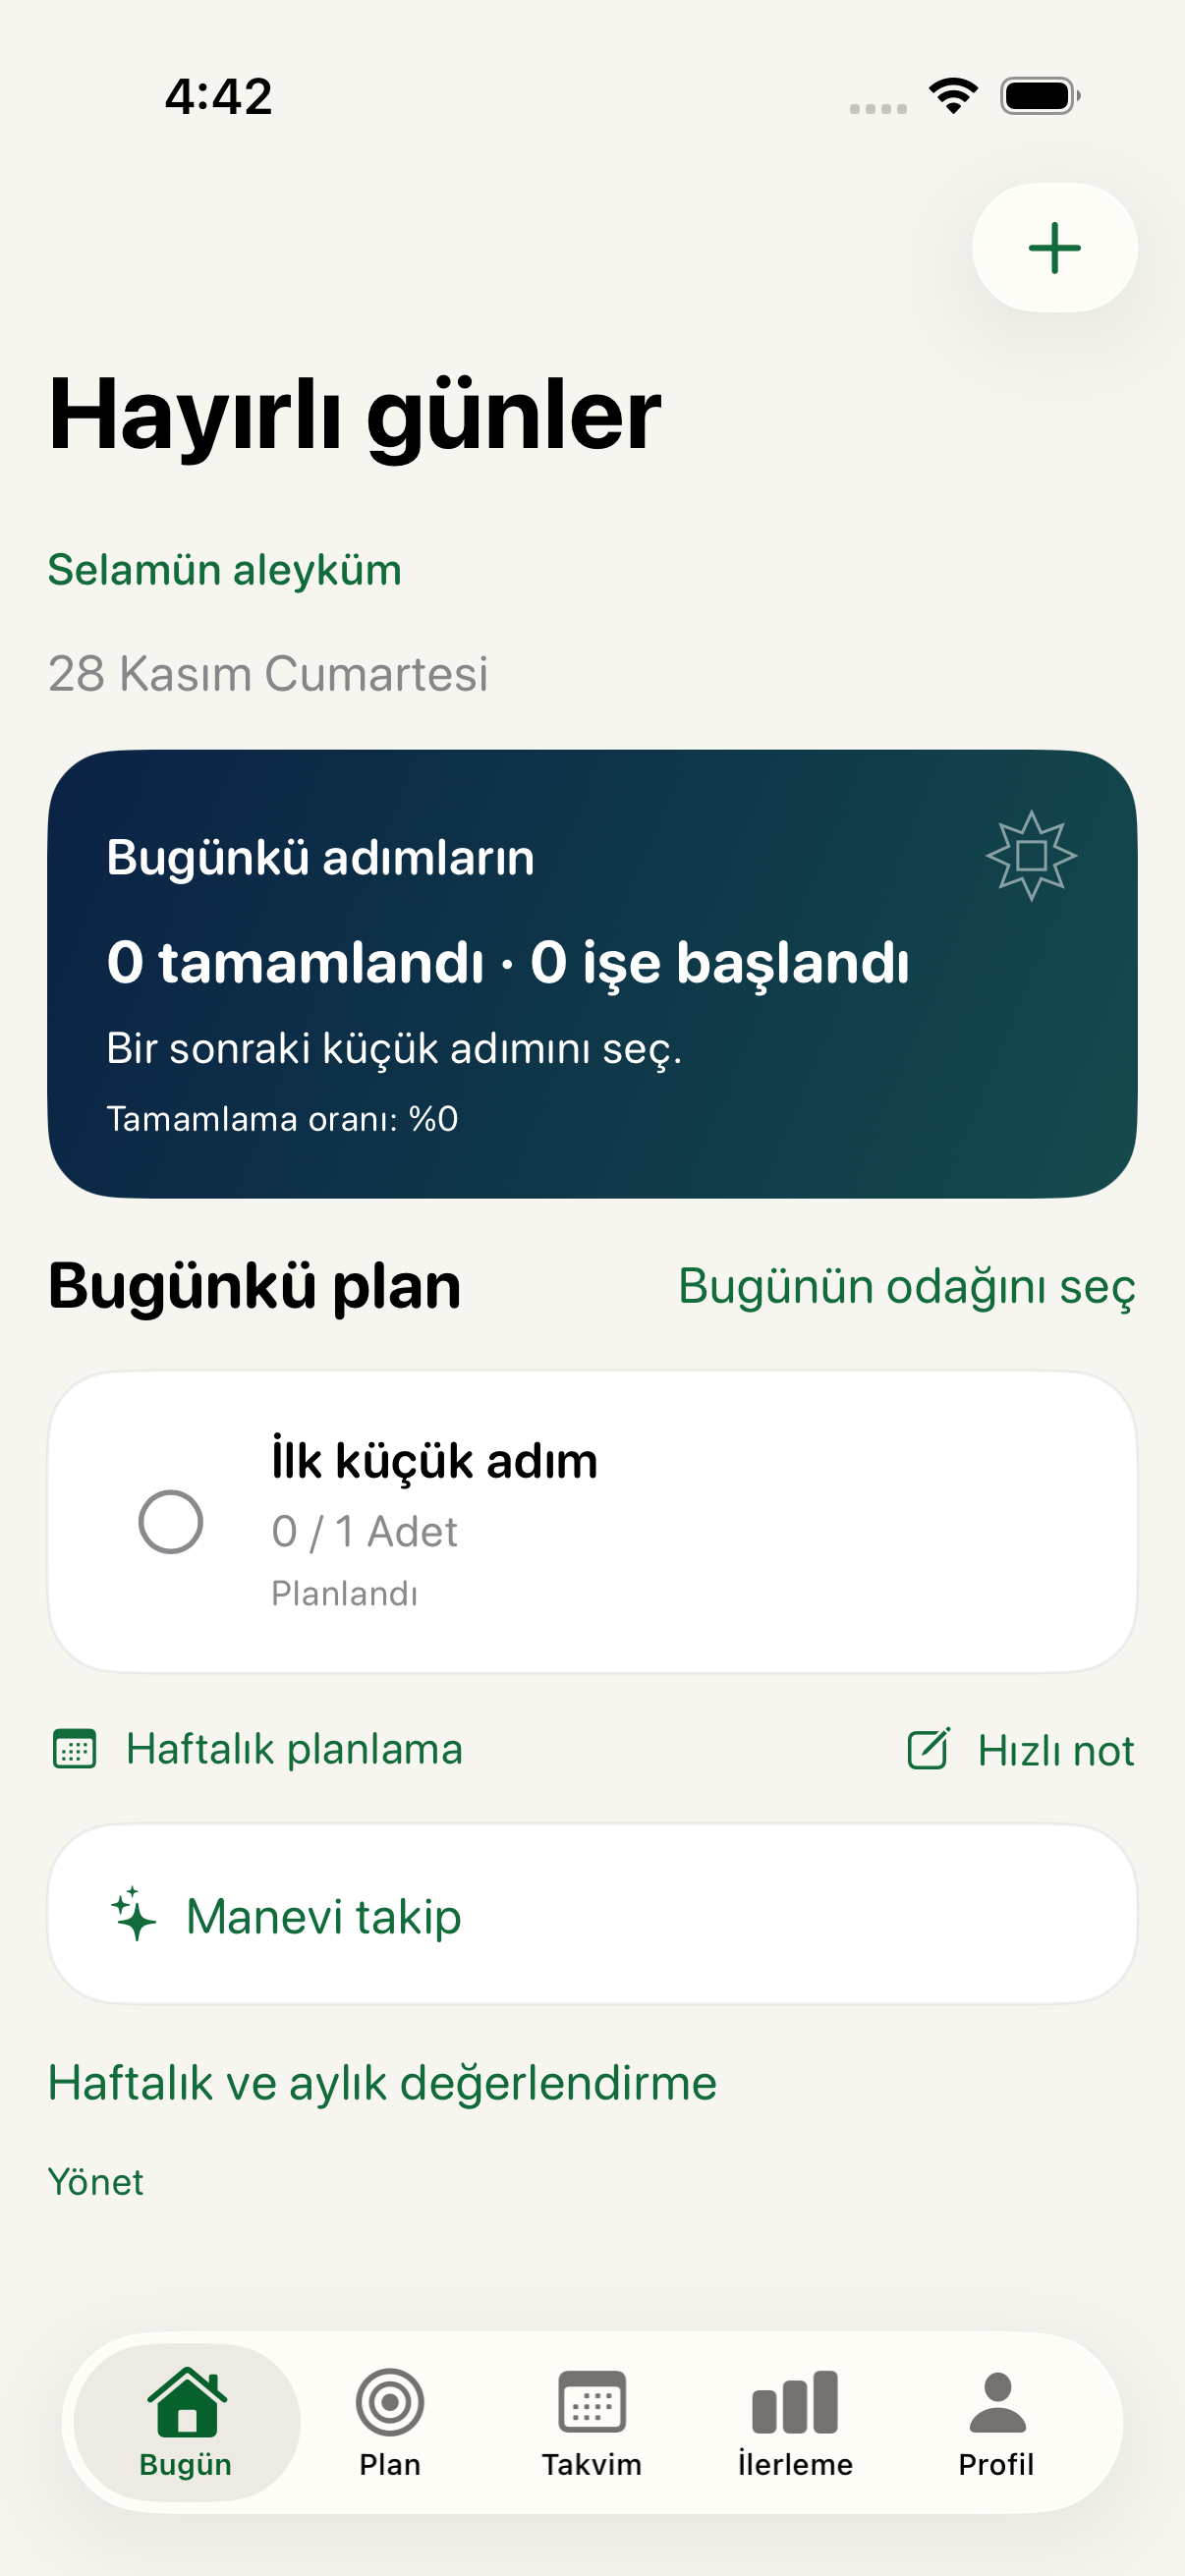 4:42
Hayırlı günler
Selamün aleyküm
28 Kasım Cumartesi
Bugünkü adımların
0 tamamlandı · 0 işe başlandı
Bir sonraki küçük adımını seç.
Tamamlama oranı: %0
Bugünkü plan
Bugünün odağını seç
İlk küçük adım
0 / 1 Adet
Planlandı
Haftalık planlama
Hızlı not
Manevi takip
Haftalık ve aylık değerlendirme
Yönet
Bugün
Plan
Takvim
İlerleme
Profil